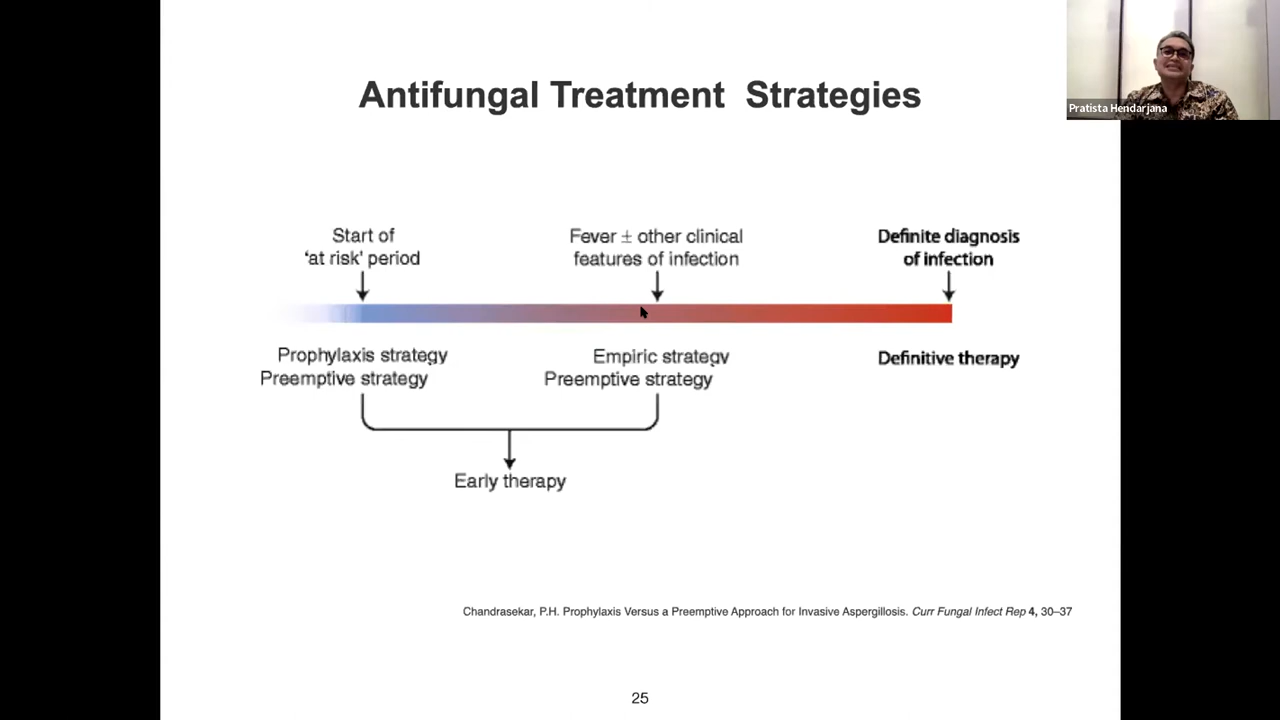 Antifungal Treatment Strategies
Pratista Hendarjana
Start of
‘at risk’ period
Fever ± other clinical
features of infection
Definite diagnosis
of infection
Prophylaxis strategy
Preemptive strategy
Empiric strategy
Preemptive strategy
Definitive therapy
Early therapy
Chandrasekar, P.H. Prophylaxis Versus a Preemptive Approach for Invasive Aspergillosis. Curr Fungal Infect Rep 4, 30–37
25